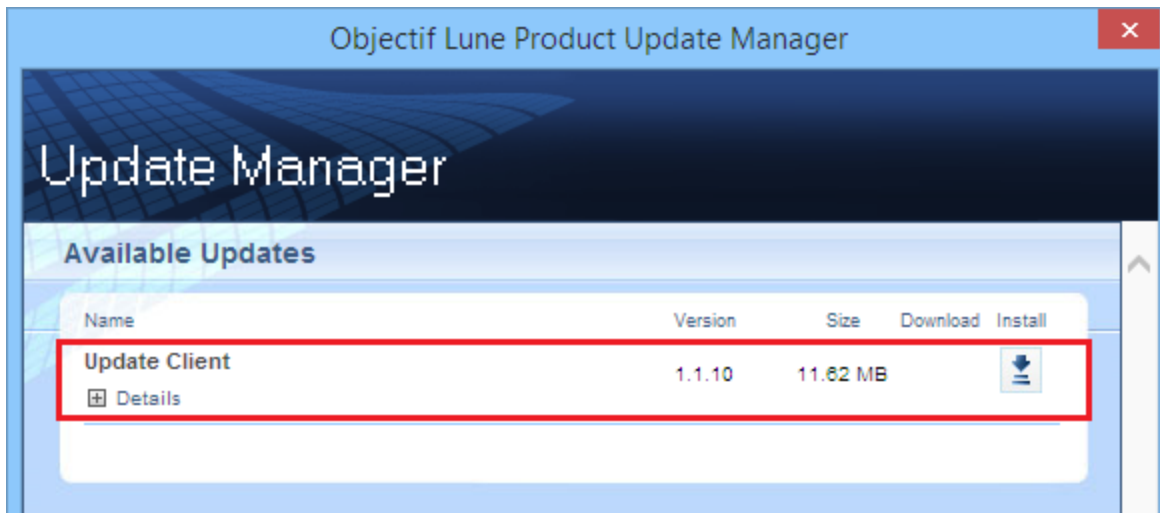 Objectif Lune Product Update Manager
Update Manager
Available Updates
Name Version Size Download Install
Update Client 1.1.10 11.62 MB
Details